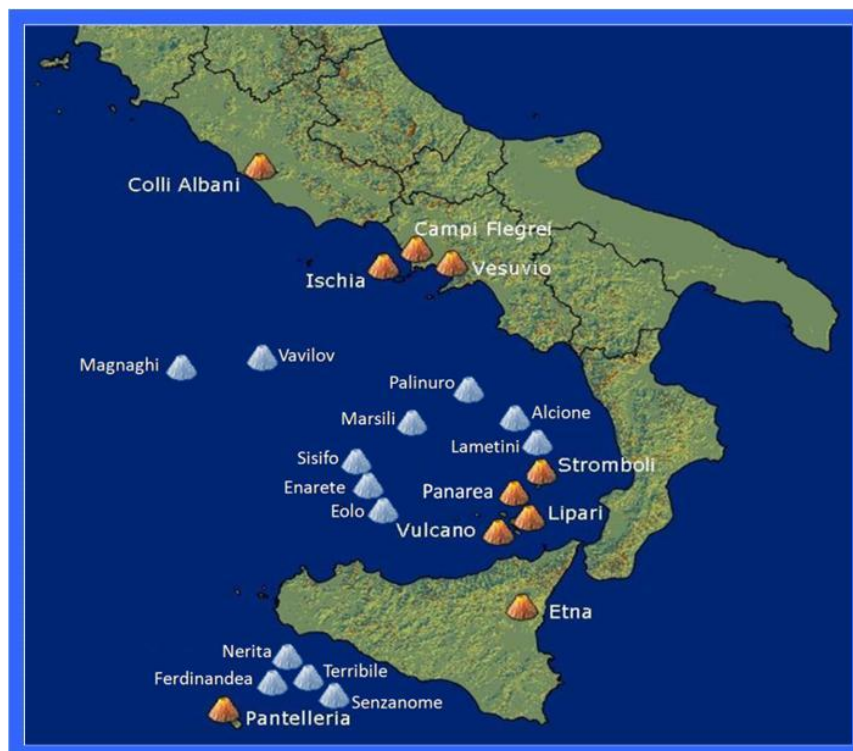 Colli Albani
Campi Flegrei
Ischia
Vesuvio
Magnaghi
Vavilov
Palinuro
Marsili
Alcione
Lametini
Sisifo
Stromboli
Enarete
Panarea
Eolo
Lipari
Vulcano
Etna
Nerita
Ferdinandea
Terribile
Senzanome
Pantelleria